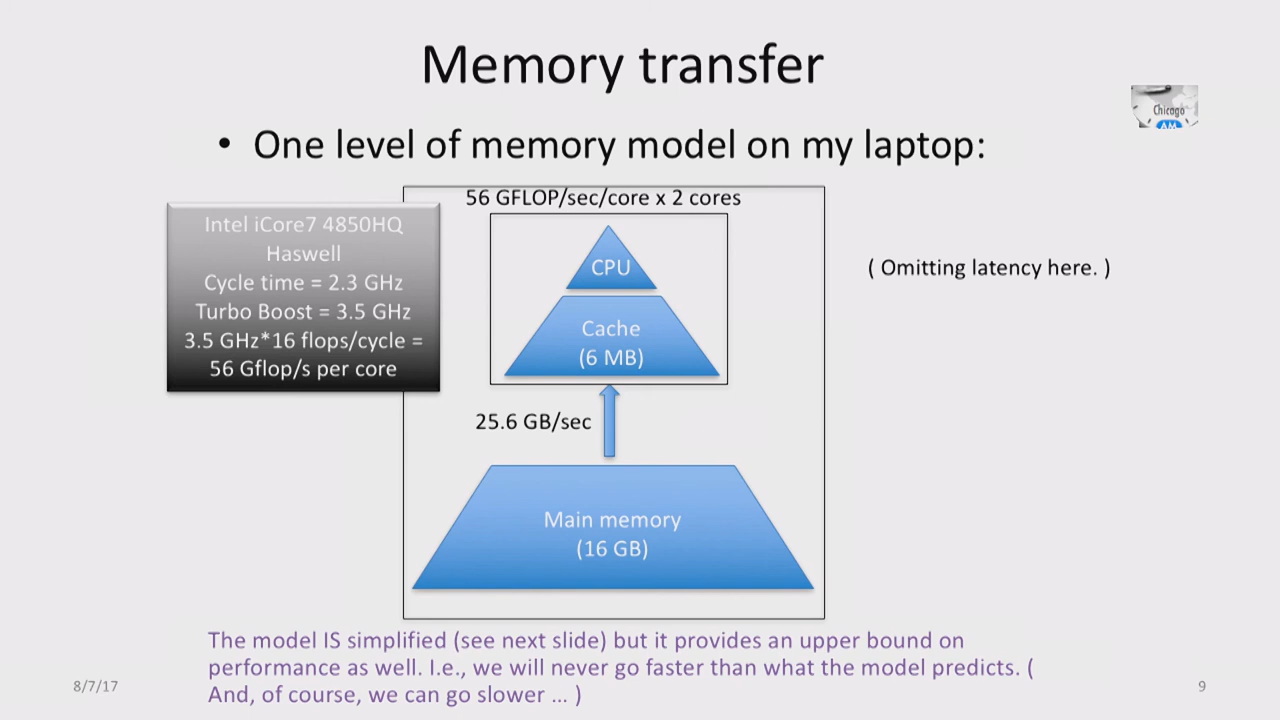 Memory transfer
Chicago
AM
• One level of memory model on my laptop:
56 GFLOP/sec/core x 2 cores
Intel iCore7 4850HQ
Haswell
Cycle time = 2.3 GHz
Turbo Boost = 3.5 GHz
3.5 GHz*16 flops/cycle =
56 Gflop/s per core
CPU
Cache
(6 MB)
( Omitting latency here. )
25.6 GB/sec
Main memory
(16 GB)
The model IS simplified (see next slide) but it provides an upper bound on
performance as well. I.e., we will never go faster than what the model predicts. (
And, of course, we can go slower ... )
8/7/17
9